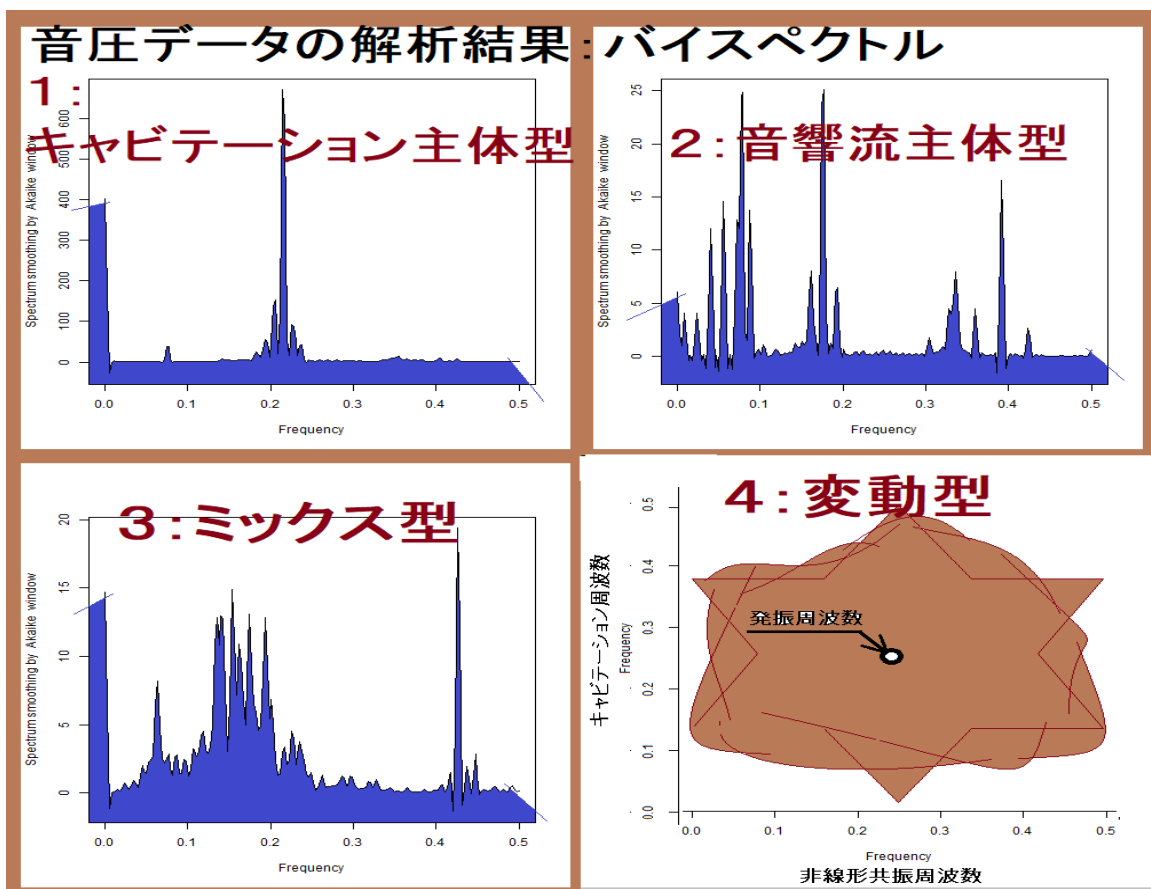 音圧データの解析結果：バイスペクトル
1：
キャビテーション主体型
Spectrum smoothing by Akaike window
600
500
400
300
200
100
0
0.0 0.1 0.2 0.3 0.4 0.5
Frequency
2：音響流主体型
Spectrum smoothing by Akaike window
25
20
15
10
5
0
0.0 0.1 0.2 0.3 0.4 0.5
Frequency
3：ミックス型
Spectrum smoothing by Akaike window
20
15
10
5
0
0.0 0.1 0.2 0.3 0.4 0.5
Frequency
4：変動型
キャビテーション周波数
Frequency
0.5
0.4
0.3
0.2
0.1
0.0
発振周波数
0.0 0.1 0.2 0.3 0.4 0.5
Frequency
非線形共振周波数